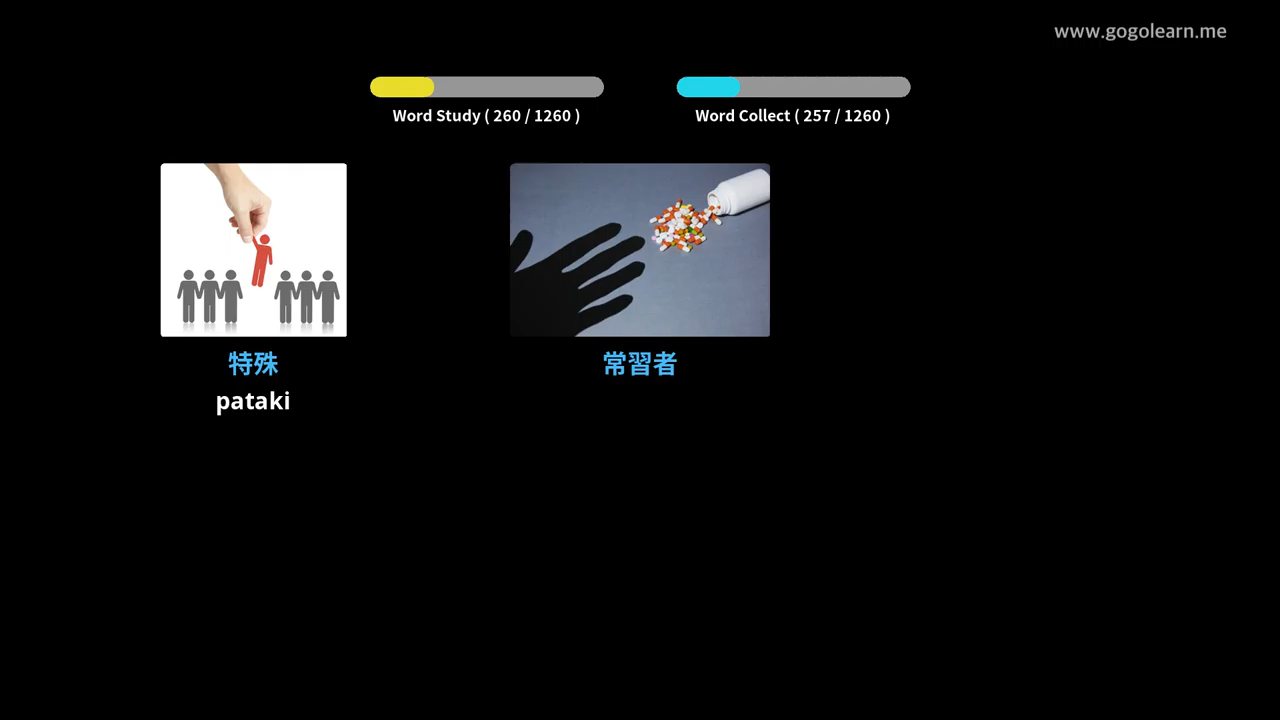 www.gogolearn.me
Word Study ( 260 / 1260 )
Word Collect ( 257 / 1260 )
特殊
pataki
常習者